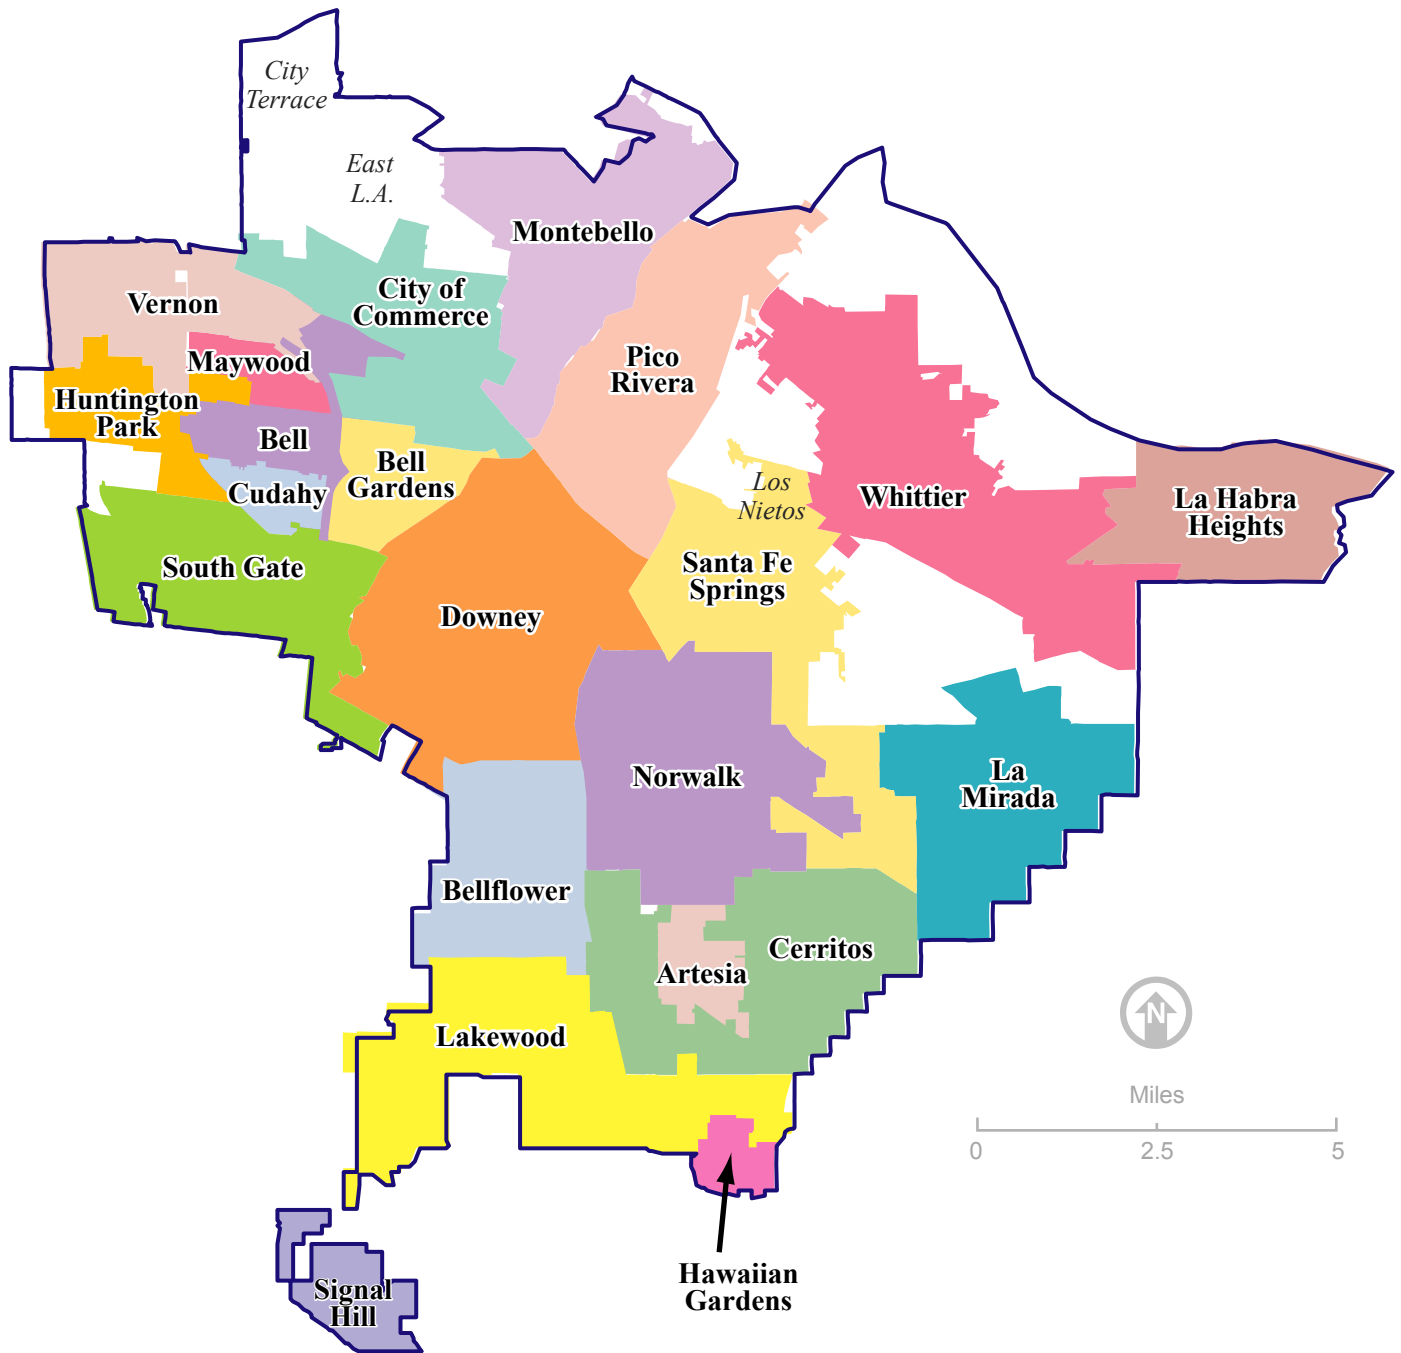 City
Terrace
East
L.A.
Montebello
Vernon
City of
Commerce
Maywood
Pico
Rivera
Huntington
Park
Bell
Bell
Gardens
Cudahy
Los
Nietos
Whittier
La Habra
Heights
South Gate
Santa Fe
Springs
Downey
Norwalk
La
Mirada
Bellflower
Cerritos
Artesia
Lakewood
N
Miles
0 2.5 5
Hawaiian
Gardens
Signal
Hill